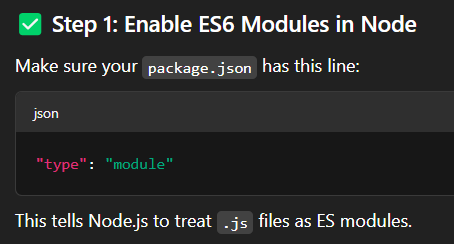 ✅ Step 1: Enable ES6 Modules in Node
Make sure your package.json has this line:
json
"type": "module"
This tells Node.js to treat .js files as ES modules.